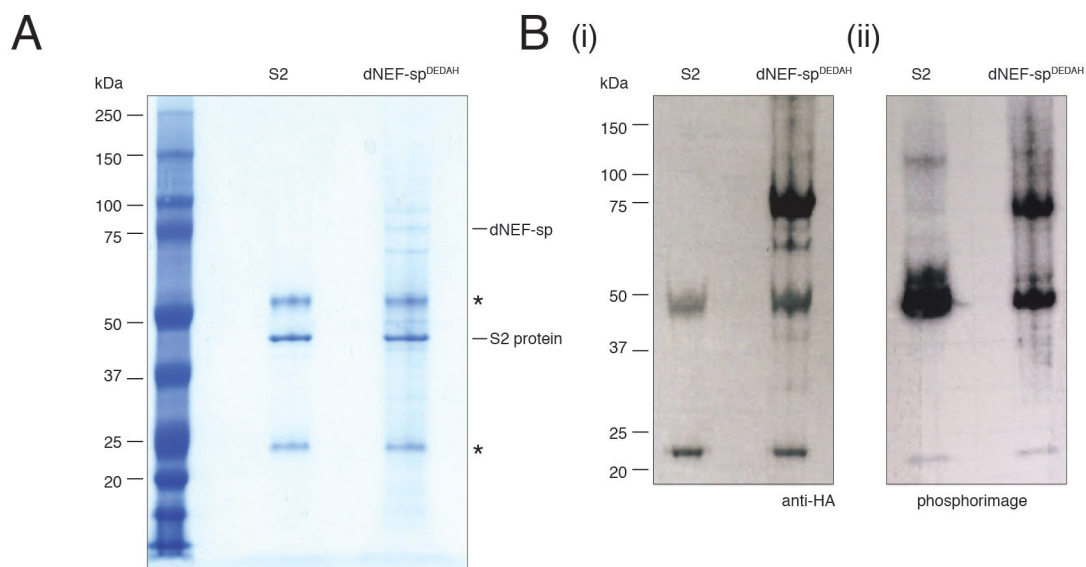 A
kDa
S2
dNEF-spDEDAH
250
150
100
75
50
37
25
20
dNEF-sp
*
S2 protein
*
B
(i)
S2
dNEF-spDEDAH
150
100
75
50
37
25
20
anti-HA
(ii)
S2
dNEF-spDEDAH
phosphorimage